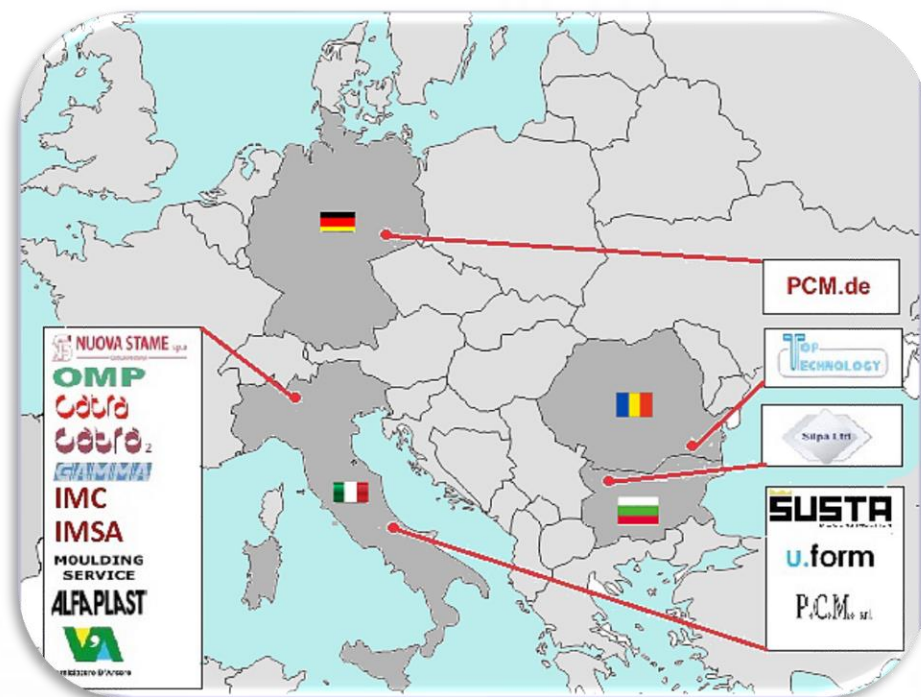 PCM.de
TOP
TECHNOLOGY
Silpa Ltd
NUOVA STAME s.p.a.
OMP
Catra
Catra 2
GAMMA
IMC
IMSA
MOULDING
SERVICE
ALFAPLAST
VA
SUSTA
u.form
P.C.M. srl